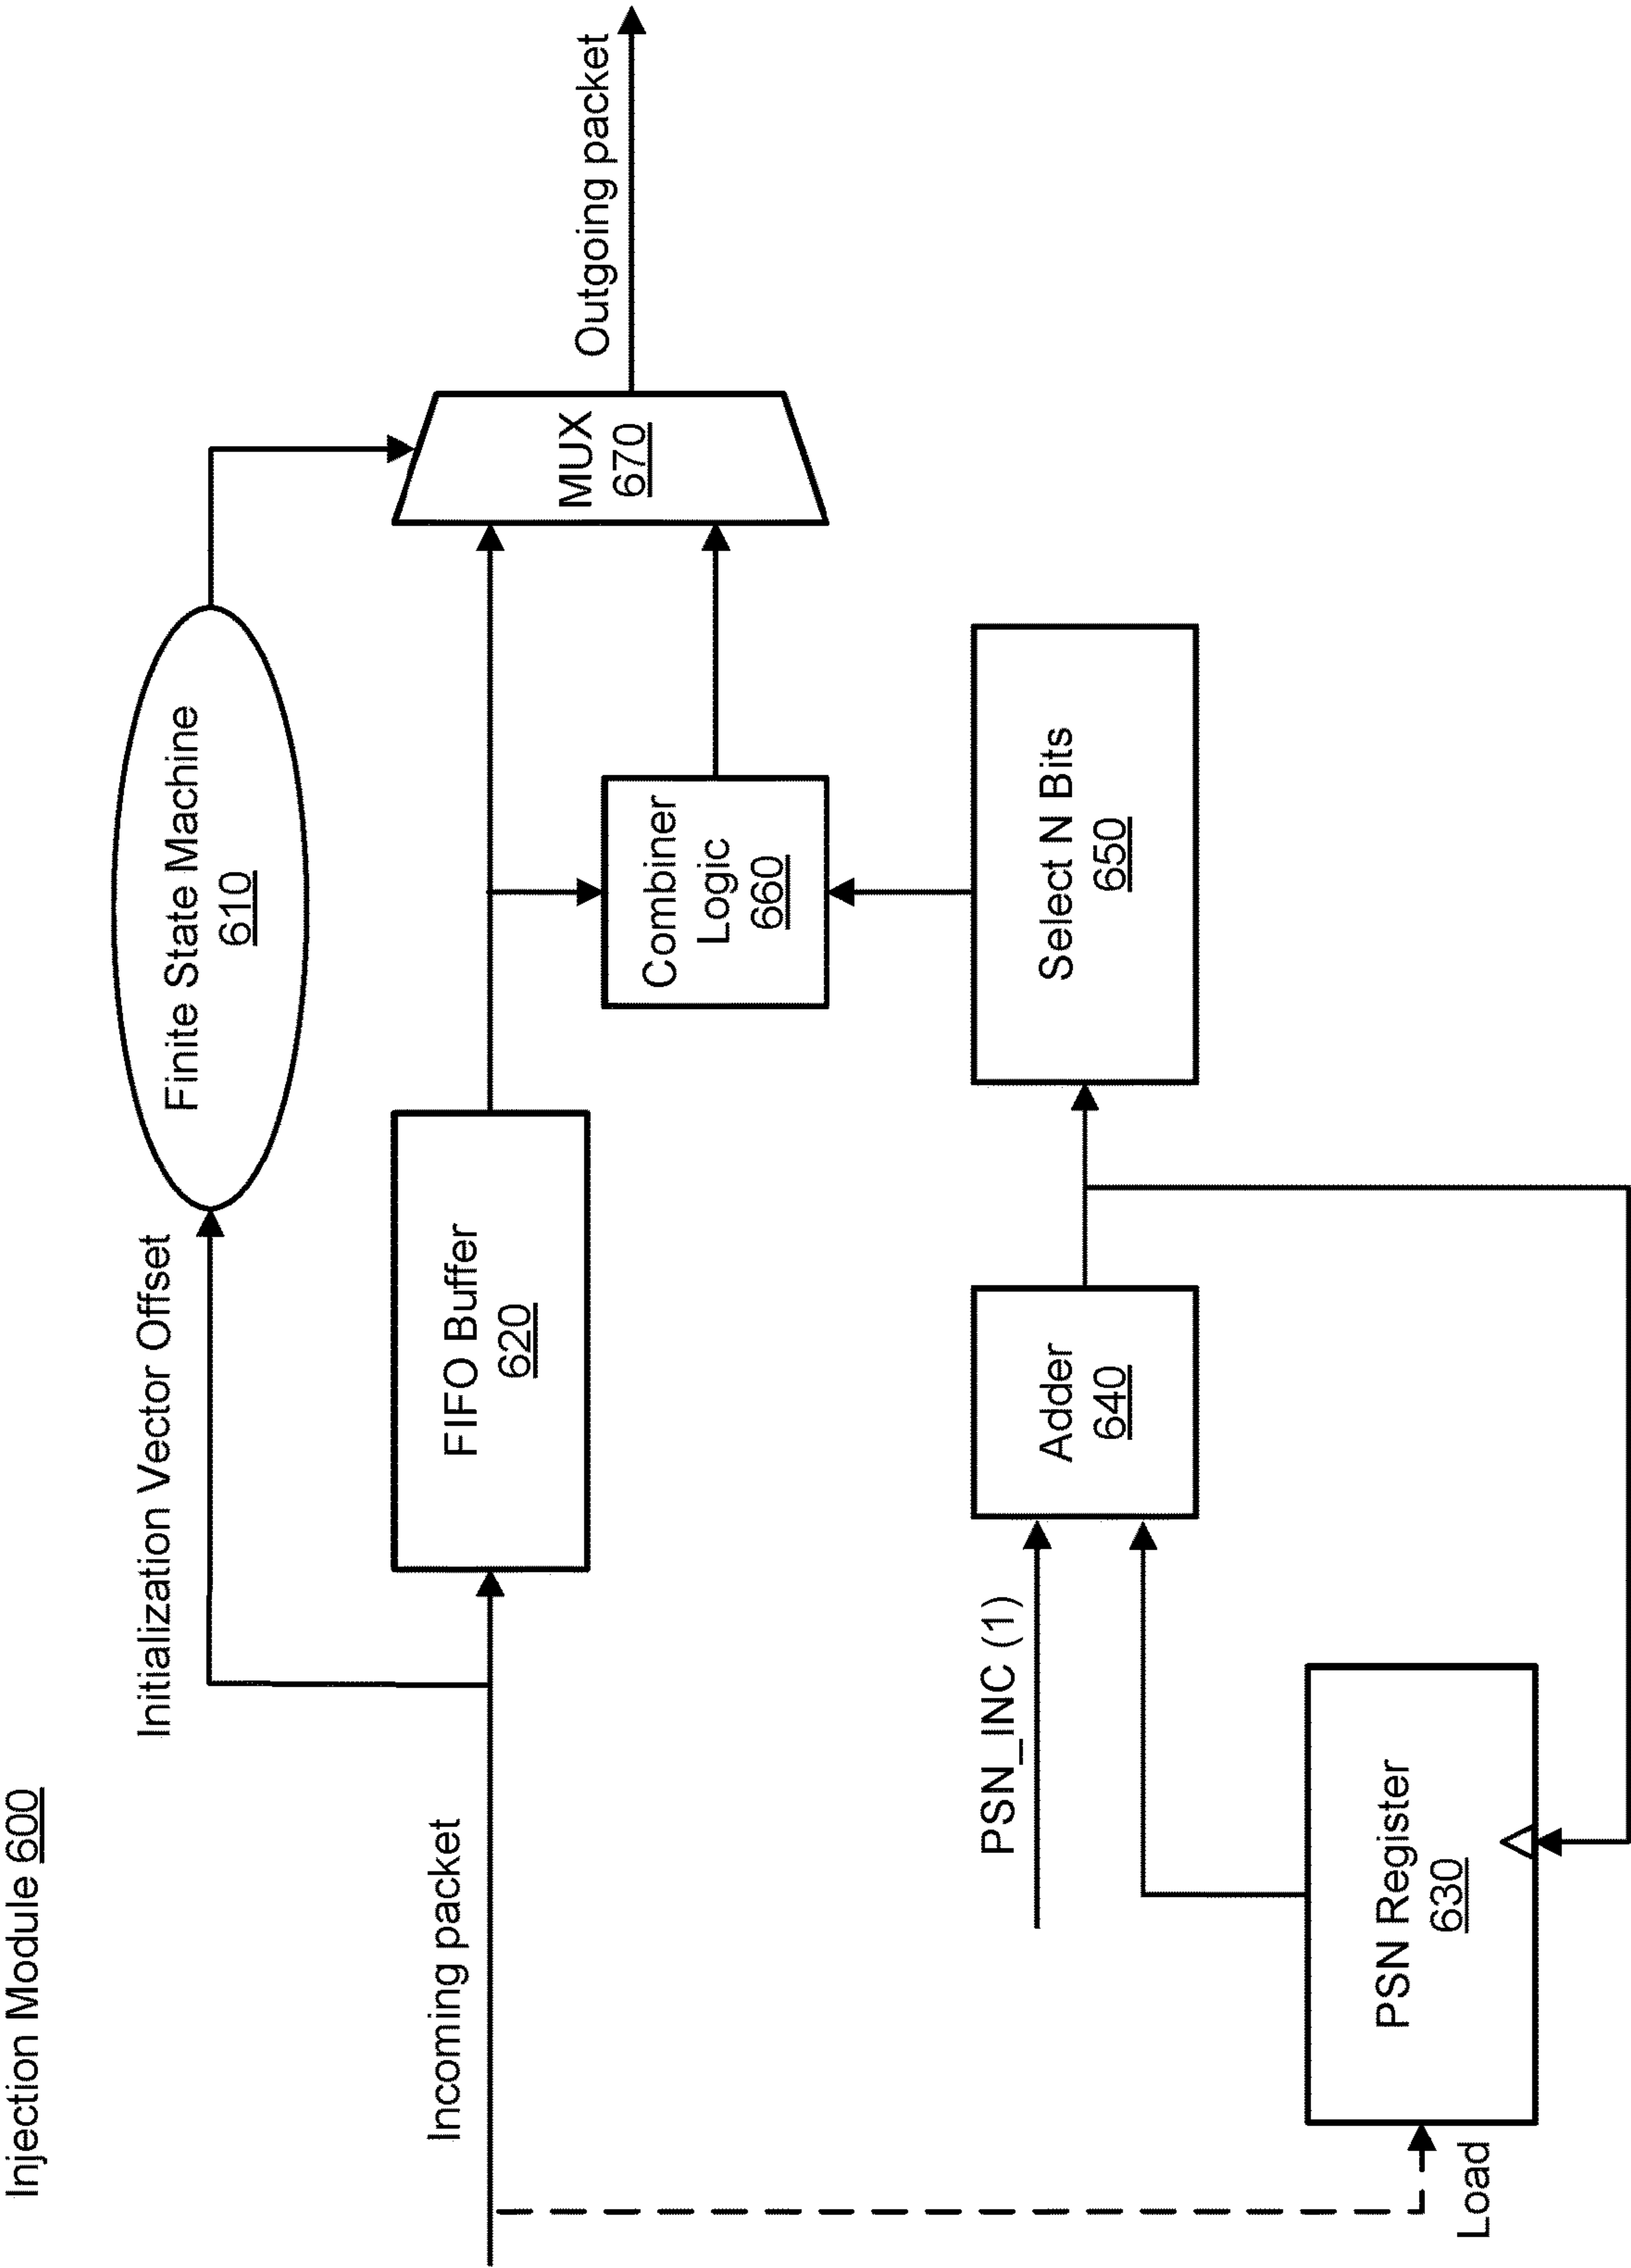 Injection Module 600
Initialization Vector Offset
Finite State Machine
610
Incoming packet
FIFO Buffer
620
MUX
670
Outgoing packet
Combiner
Logic
660
PSN_INC (1)
Adder
640
Select N Bits
650
PSN Register
630
Load